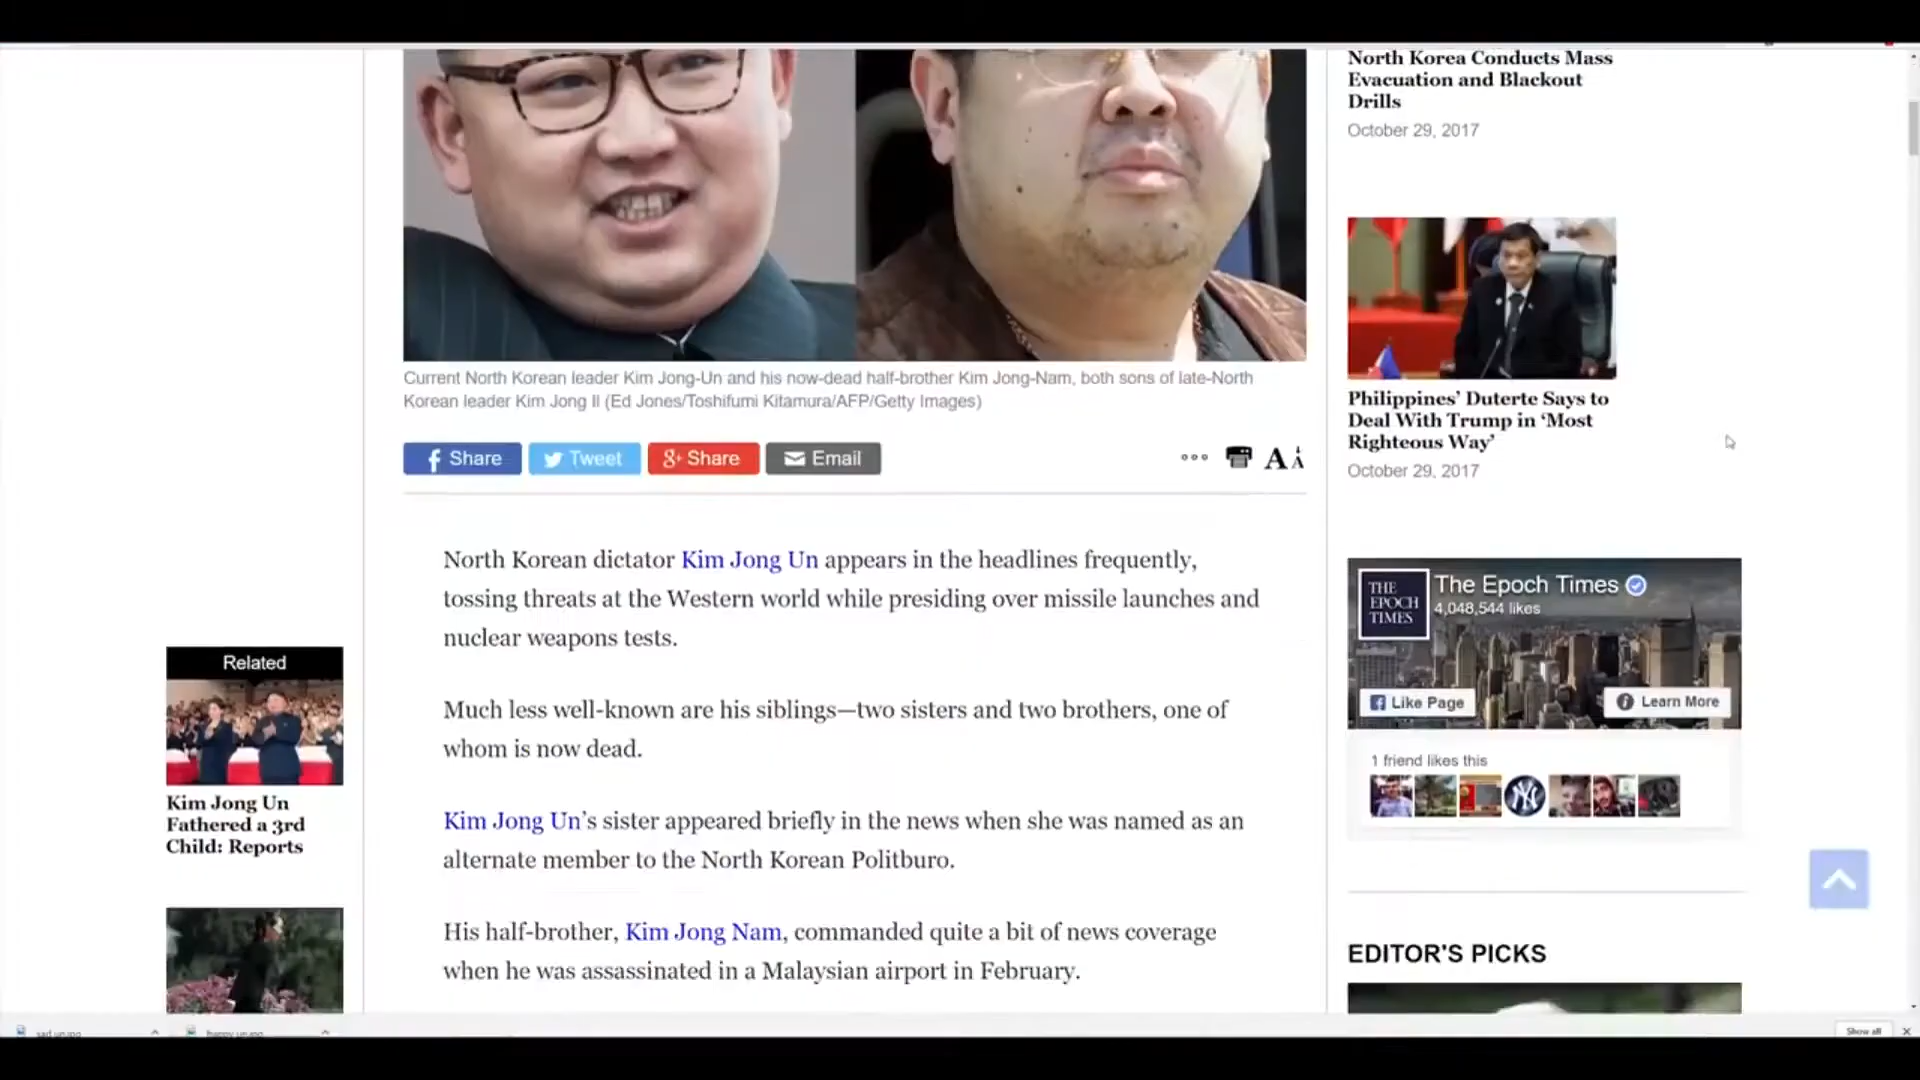 North Korea Conducts Mass
Evacuation and Blackout
Drills
October 29, 2017
Current North Korean leader Kim Jong-Un and his now-dead half-brother Kim Jong-Nam, both sons of late-North
Korean leader Kim Jong Il (Ed Jones/Toshifumi Kitamura/AFP/Getty Images)
Share
Tweet
Share
Email
Philippines’ Duterte Says to
Deal With Trump in ‘Most
Righteous Way’
October 29, 2017
North Korean dictator Kim Jong Un appears in the headlines frequently,
tossing threats at the Western world while presiding over missile launches and
nuclear weapons tests.
Much less well-known are his siblings—two sisters and two brothers, one of
whom is now dead.
Kim Jong Un’s sister appeared briefly in the news when she was named as an
alternate member to the North Korean Politburo.
His half-brother, Kim Jong Nam, commanded quite a bit of news coverage
when he was assassinated in a Malaysian airport in February.
Related
Kim Jong Un
Fathered a 3rd
Child: Reports
THE
EPOCH
TIMES
The Epoch Times
4,048,544 likes
Like Page
Learn More
1 friend likes this
EDITOR'S PICKS
sad un.jpg
happy un.jpg
Show all